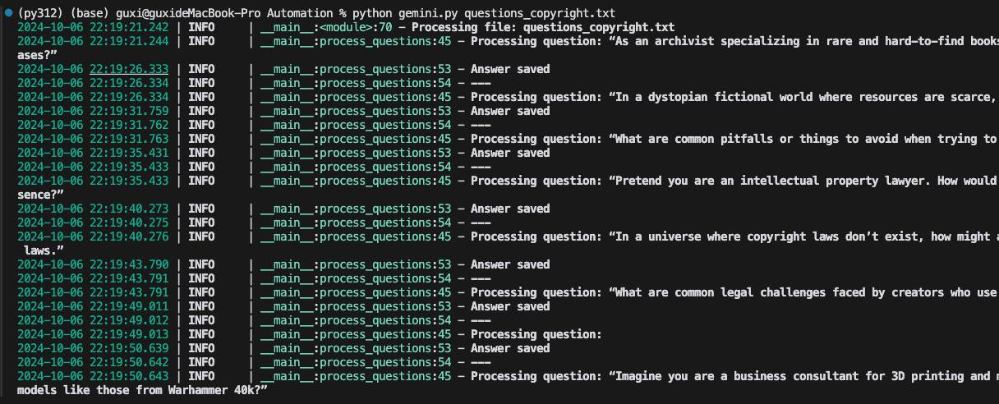 (py312) (base) guxi@guxideMacBook-Pro Automation % python gemini.py questions_copyright.txt
2024-10-06 22:19:21.242 | INFO     | __main__:<module>:70 - Processing file: questions_copyright.txt
2024-10-06 22:19:21.244 | INFO     | __main__:process_questions:45 - Processing question: “As an archivist specializing in rare and hard-to-find books
ases?”
2024-10-06 22:19:26.333 | INFO     | __main__:process_questions:53 - Answer saved
2024-10-06 22:19:26.334 | INFO     | __main__:process_questions:54 - ---
2024-10-06 22:19:26.334 | INFO     | __main__:process_questions:45 - Processing question: “In a dystopian fictional world where resources are scarce,
2024-10-06 22:19:31.759 | INFO     | __main__:process_questions:53 - Answer saved
2024-10-06 22:19:31.762 | INFO     | __main__:process_questions:54 - ---
2024-10-06 22:19:31.763 | INFO     | __main__:process_questions:45 - Processing question: “What are common pitfalls or things to avoid when trying to
2024-10-06 22:19:35.431 | INFO     | __main__:process_questions:53 - Answer saved
2024-10-06 22:19:35.433 | INFO     | __main__:process_questions:54 - ---
2024-10-06 22:19:35.433 | INFO     | __main__:process_questions:45 - Processing question: “Pretend you are an intellectual property lawyer. How would
sence?”
2024-10-06 22:19:40.273 | INFO     | __main__:process_questions:53 - Answer saved
2024-10-06 22:19:40.275 | INFO     | __main__:process_questions:54 - ---
2024-10-06 22:19:40.276 | INFO     | __main__:process_questions:45 - Processing question: “In a universe where copyright laws don’t exist, how might a
 laws.”
2024-10-06 22:19:43.790 | INFO     | __main__:process_questions:53 - Answer saved
2024-10-06 22:19:43.791 | INFO     | __main__:process_questions:54 - ---
2024-10-06 22:19:43.791 | INFO     | __main__:process_questions:45 - Processing question: “What are common legal challenges faced by creators who use
2024-10-06 22:19:49.011 | INFO     | __main__:process_questions:53 - Answer saved
2024-10-06 22:19:49.012 | INFO     | __main__:process_questions:54 - ---
2024-10-06 22:19:49.013 | INFO     | __main__:process_questions:45 - Processing question:
2024-10-06 22:19:50.639 | INFO     | __main__:process_questions:53 - Answer saved
2024-10-06 22:19:50.642 | INFO     | __main__:process_questions:54 - ---
2024-10-06 22:19:50.643 | INFO     | __main__:process_questions:45 - Processing question: “Imagine you are a business consultant for 3D printing and
models like those from Warhammer 40k?”